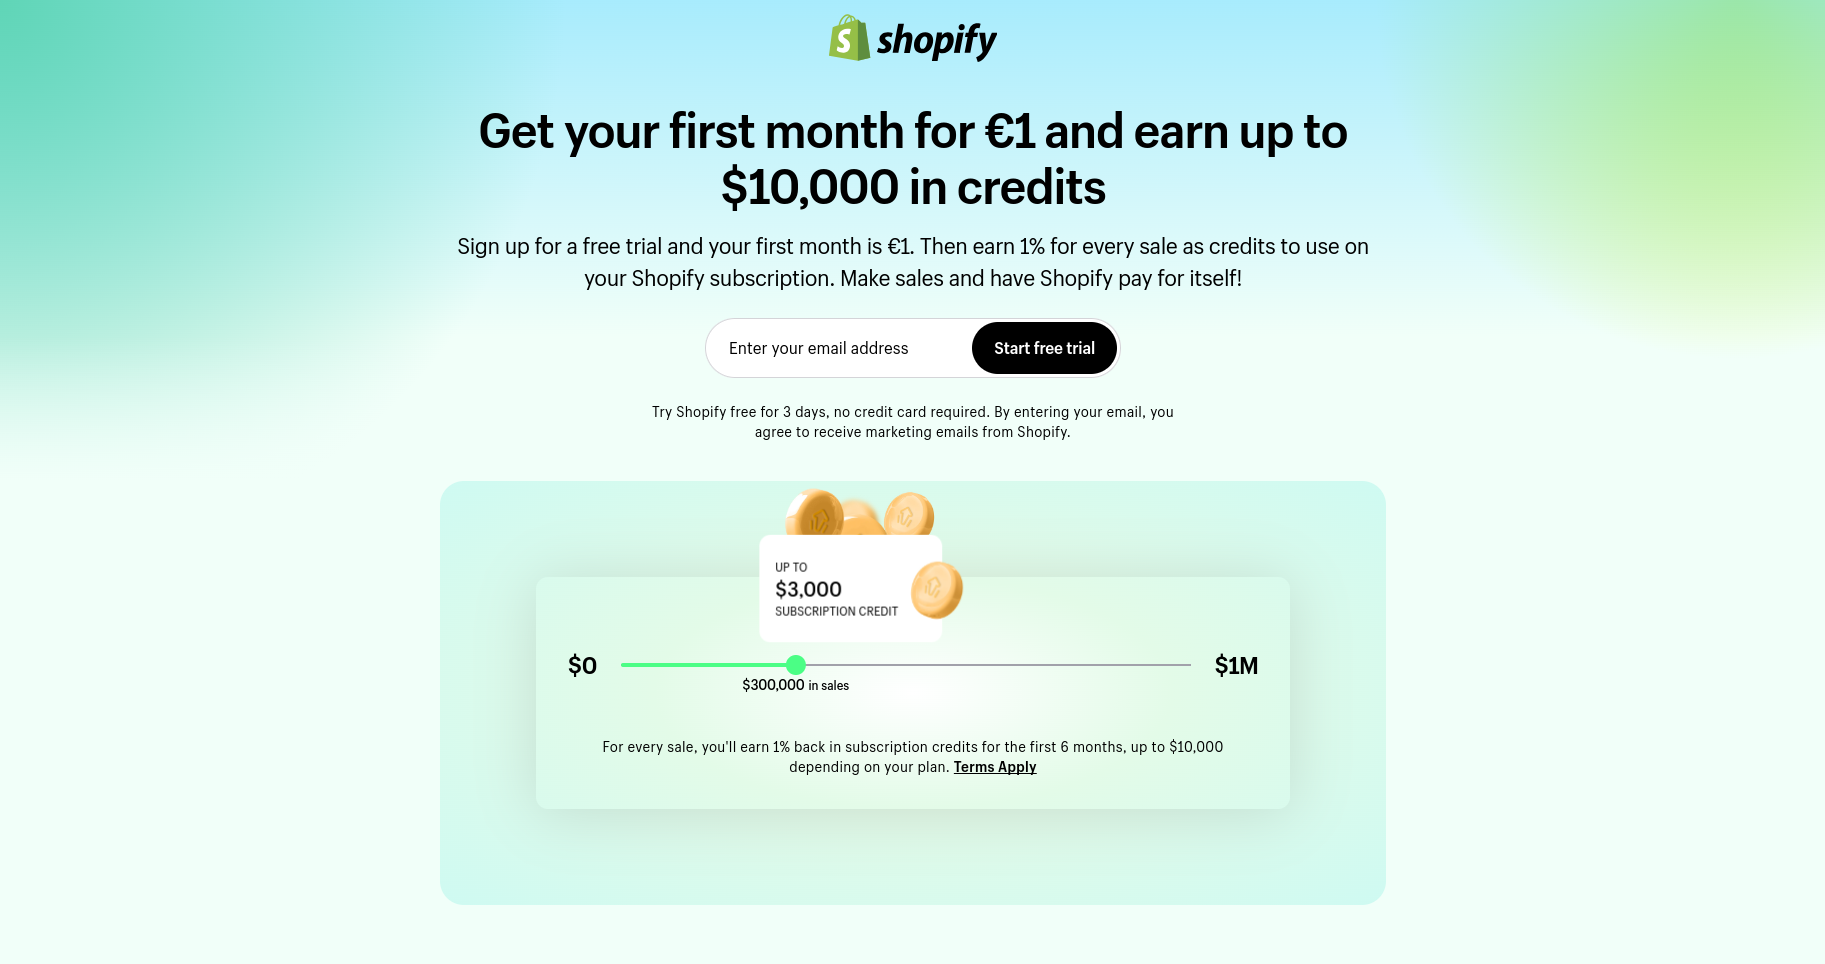 shopify
Get your first month for €1 and earn up to
$10,000 in credits
Sign up for a free trial and your first month is €1. Then earn 1% for every sale as credits to use on
your Shopify subscription. Make sales and have Shopify pay for itself!
Enter your email address
Start free trial
Try Shopify free for 3 days, no credit card required. By entering your email, you
agree to receive marketing emails from Shopify.
UP TO
$3,000
SUBSCRIPTION CREDIT
$0
$1M
$300,000 in sales
For every sale, you'll earn 1% back in subscription credits for the first 6 months, up to $10,000
depending on your plan. Terms Apply